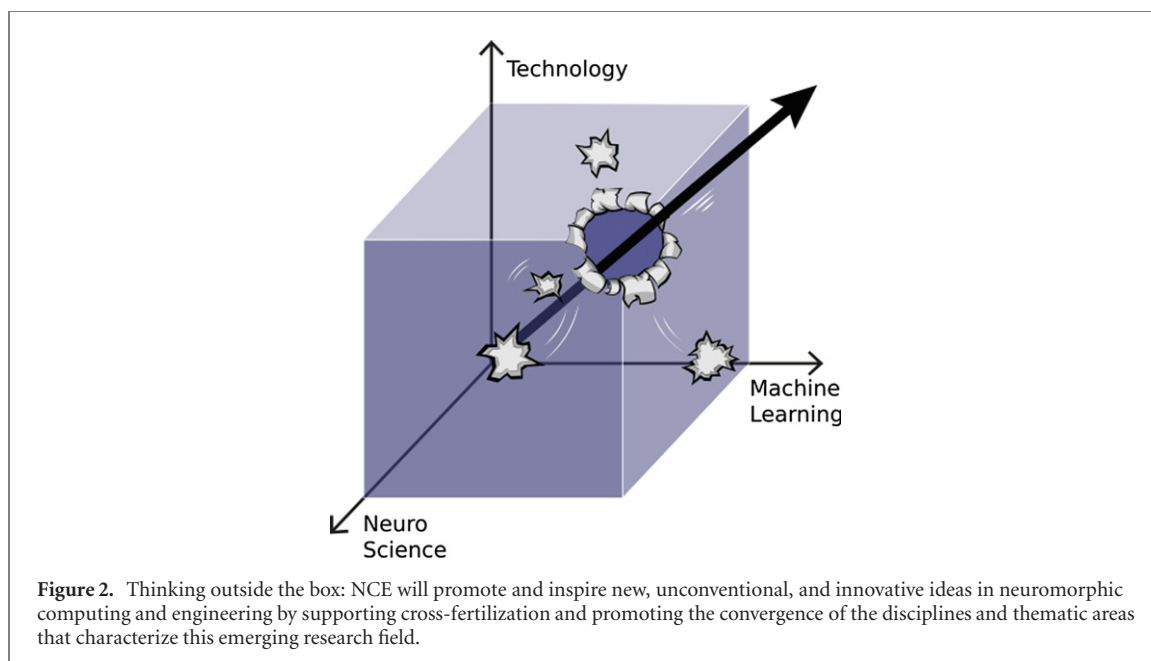 Technology
Machine
Learning
Neuro
Science
Figure 2. Thinking outside the box: NCE will promote and inspire new, unconventional, and innovative ideas in neuromorphic
computing and engineering by supporting cross-fertilization and promoting the convergence of the disciplines and thematic areas
that characterize this emerging research field.